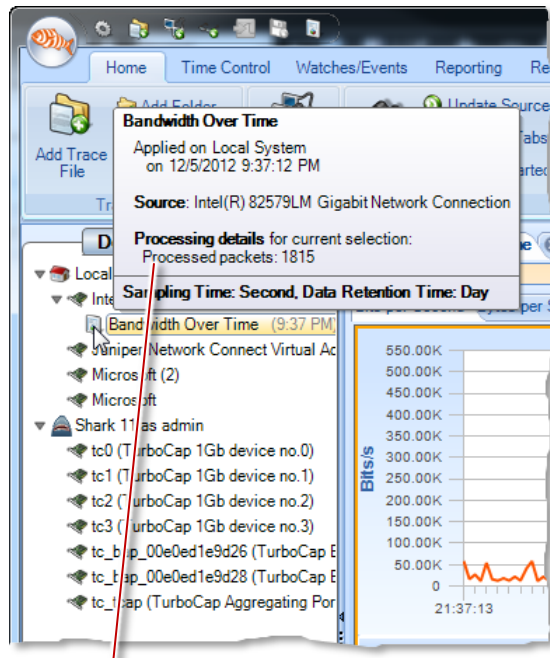 Home Time Control Watches/Events Reporting
Add Folder
Update Source
Add Trace
File
Bandwidth Over Time
Applied on Local System
on 12/5/2012 9:37:12 PM
Source: Intel(R) 82579LM Gigabit Network Connection
Processing details for current selection:
Processed packets: 1815
Sampling Time: Second, Data Retention Time: Day
Local
Inte
Bandwidth Over Time (9:37 PM)
Juniper Network Connect Virtual Ac
Microsoft (2)
Microsoft
Shark 11 as admin
tc0 (TurboCap 1Gb device no.0)
tc1 (TurboCap 1Gb device no.1)
tc2 (TurboCap 1Gb device no.2)
tc3 (TurboCap 1Gb device no.3)
tc_bap_00e0ed1e9d26 (TurboCap
tc_bap_00e0ed1e9d28 (TurboCap
tc_tcap (TurboCap Aggregating Por
Bits/s
550.00K
500.00K
450.00K
400.00K
350.00K
300.00K
250.00K
200.00K
150.00K
100.00K
50.00K
0
21:37:13